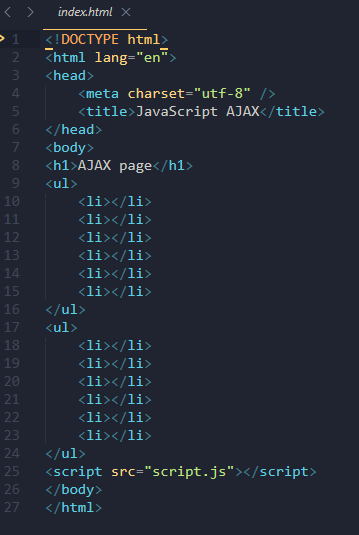 index.html
1 <!DOCTYPE html>
2 <html lang="en">
3 <head>
4     <meta charset="utf-8" />
5     <title>JavaScript AJAX</title>
6 </head>
7 <body>
8 <h1>AJAX page</h1>
9 <ul>
10     <li></li>
11     <li></li>
12     <li></li>
13     <li></li>
14     <li></li>
15     <li></li>
16 </ul>
17 <ul>
18     <li></li>
19     <li></li>
20     <li></li>
21     <li></li>
22     <li></li>
23     <li></li>
24 </ul>
25 <script src="script.js"></script>
26 </body>
27 </html>